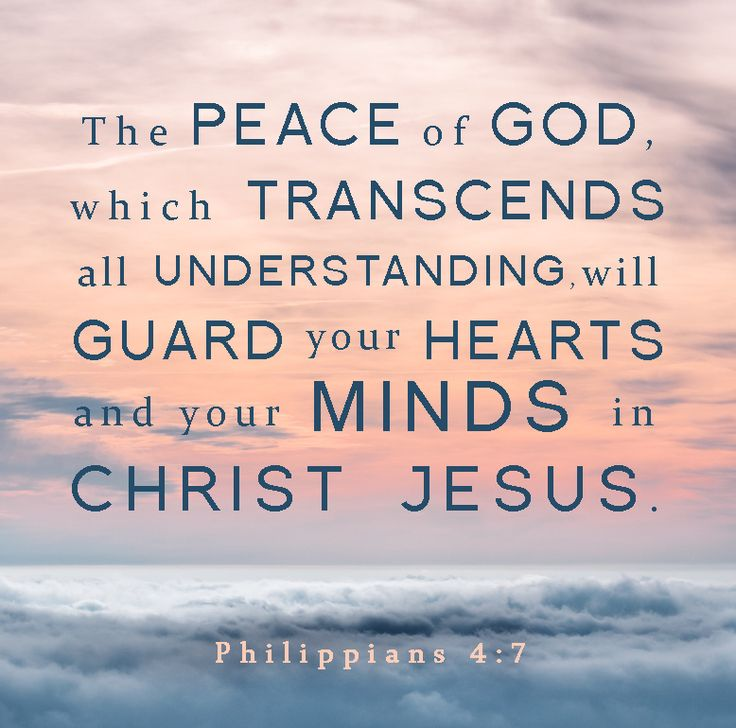 The PEACE of GOD,
which TRANSCENDS
all UNDERSTANDING, will
GUARD your HEARTS
and your MINDS in
CHRIST JESUS.
Philippians 4:7